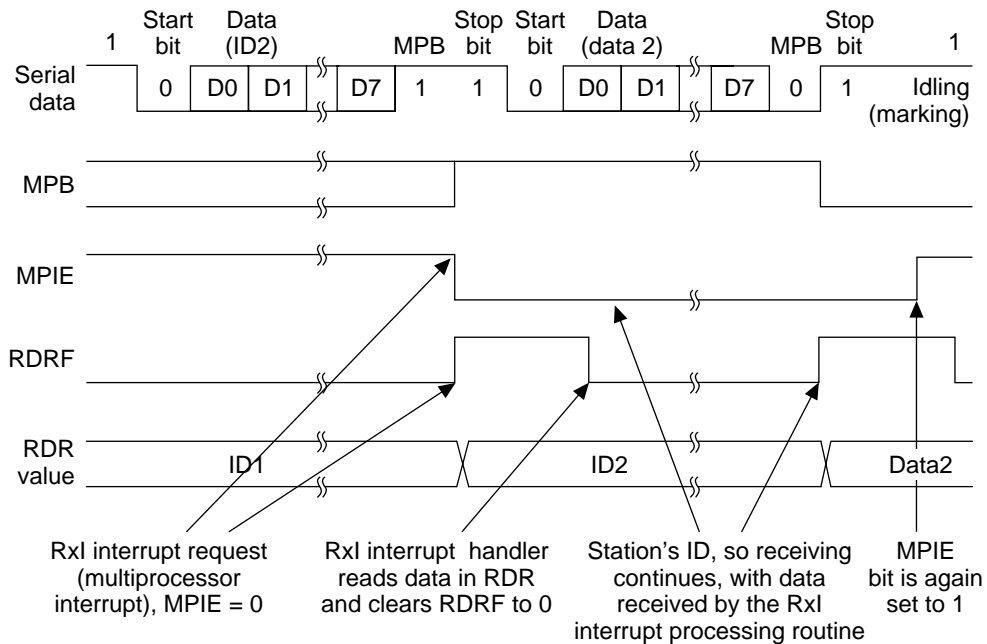 1 Start bit Data (ID2) MPB Stop bit Start bit Data (data 2) MPB Stop bit 1
Serial data 0 D0 D1 D7 1 1 0 D0 D1 D7 0 1 Idling (marking)
MPB
MPIE
RDRF
RDR value ID1 ID2 Data2
RxI interrupt request
(multiprocessor
interrupt), MPIE = 0
RxI interrupt handler
reads data in RDR
and clears RDRF to 0
Station's ID, so receiving
continues, with data
received by the RxI
interrupt processing routine
MPIE
bit is again
set to 1